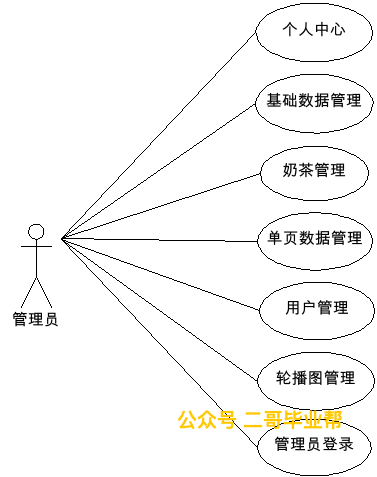 个人中心
基础数据管理
奶茶管理
单页数据管理
用户管理
管理员
轮播图管理
公众号 二哥毕业帮
管理员登录